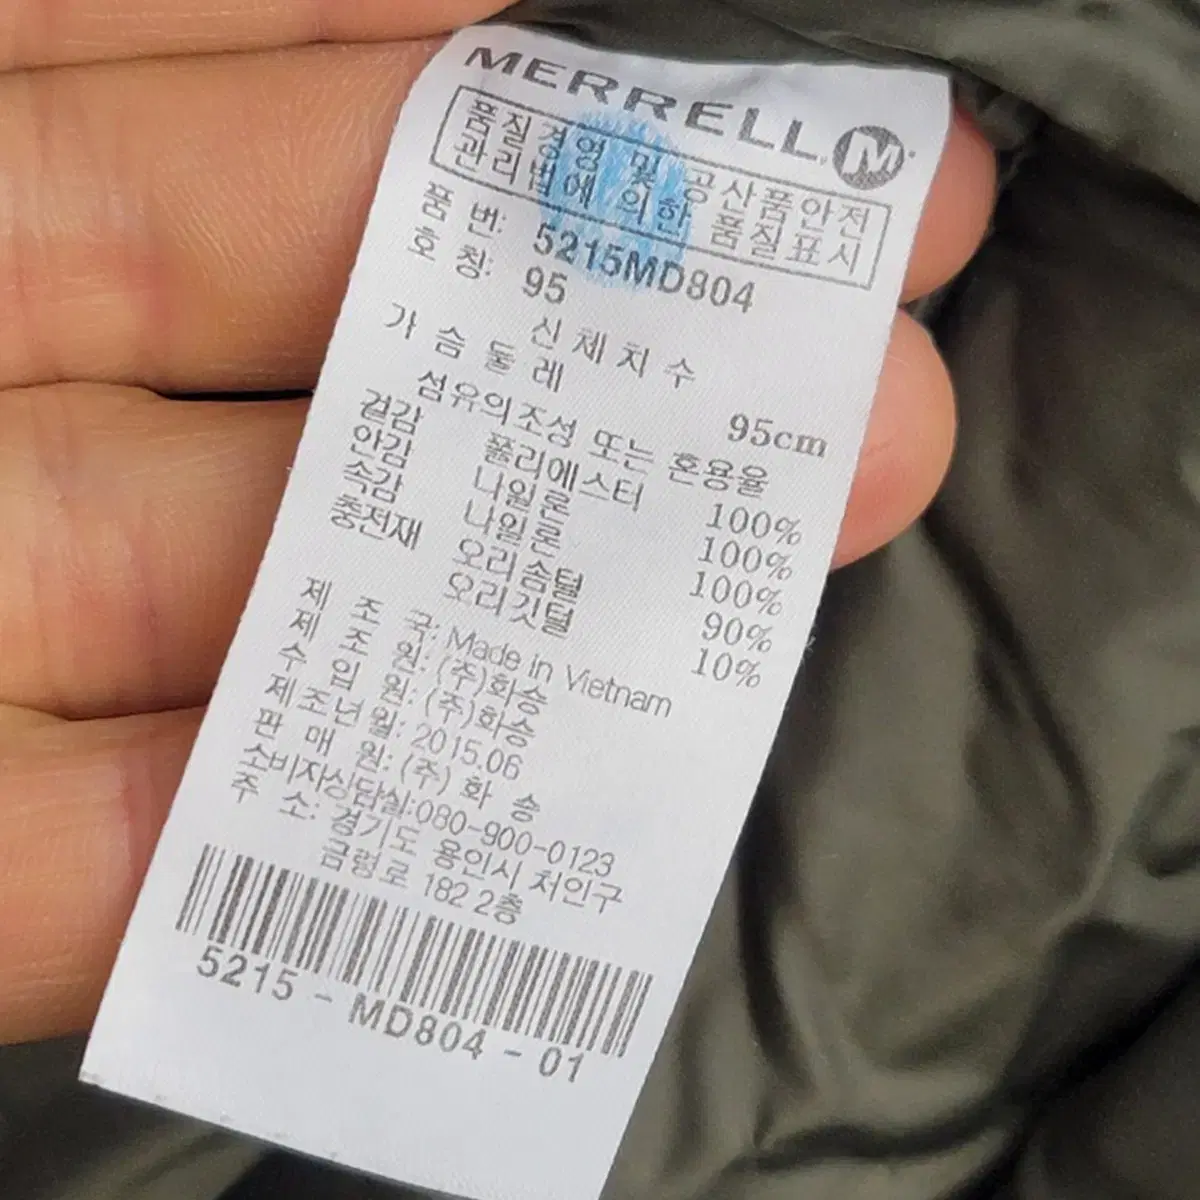 MERRELL M
품질경영 및 공산품안전
관리법에 의한 품질표시
품 번: 5215MD804
호 칭: 95
신체치수
가슴둘레 95cm
섬유의조성 또는 혼용율
겉감 폴리에스터 100%
안감 나일론 100%
속감 나일론 100%
충전재 오리솜털 90%
오리깃털 10%
제 조 국: Made in Vietnam
제 조 원: (주)화승
수 입 원: (주)화승
제조년월: 2015.06
판 매 원: (주) 화 승
소비자상담실:080-900-0123
주 소: 경기도 용인시 처인구
금령로 182 2층
5215 - MD804 - 01